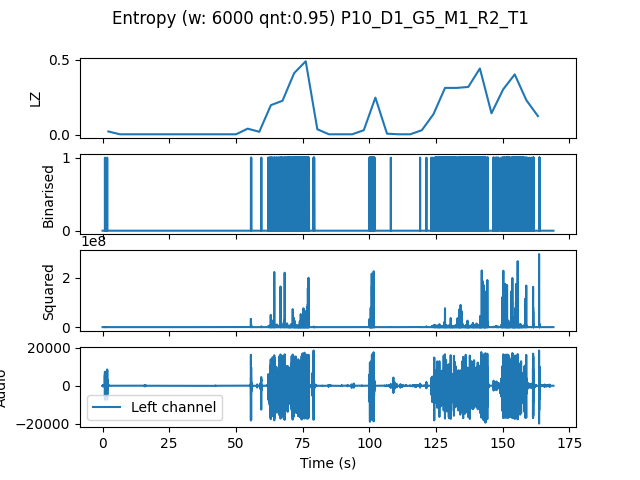 Entropy (w: 6000 qnt:0.95) P10_D1_G5_M1_R2_T1
0.5
0.0
LZ
1
0
Binarised
1e8
2
0
Squared
20000
0
−20000
Audio
Left channel
0 25 50 75 100 125 150 175
Time (s)